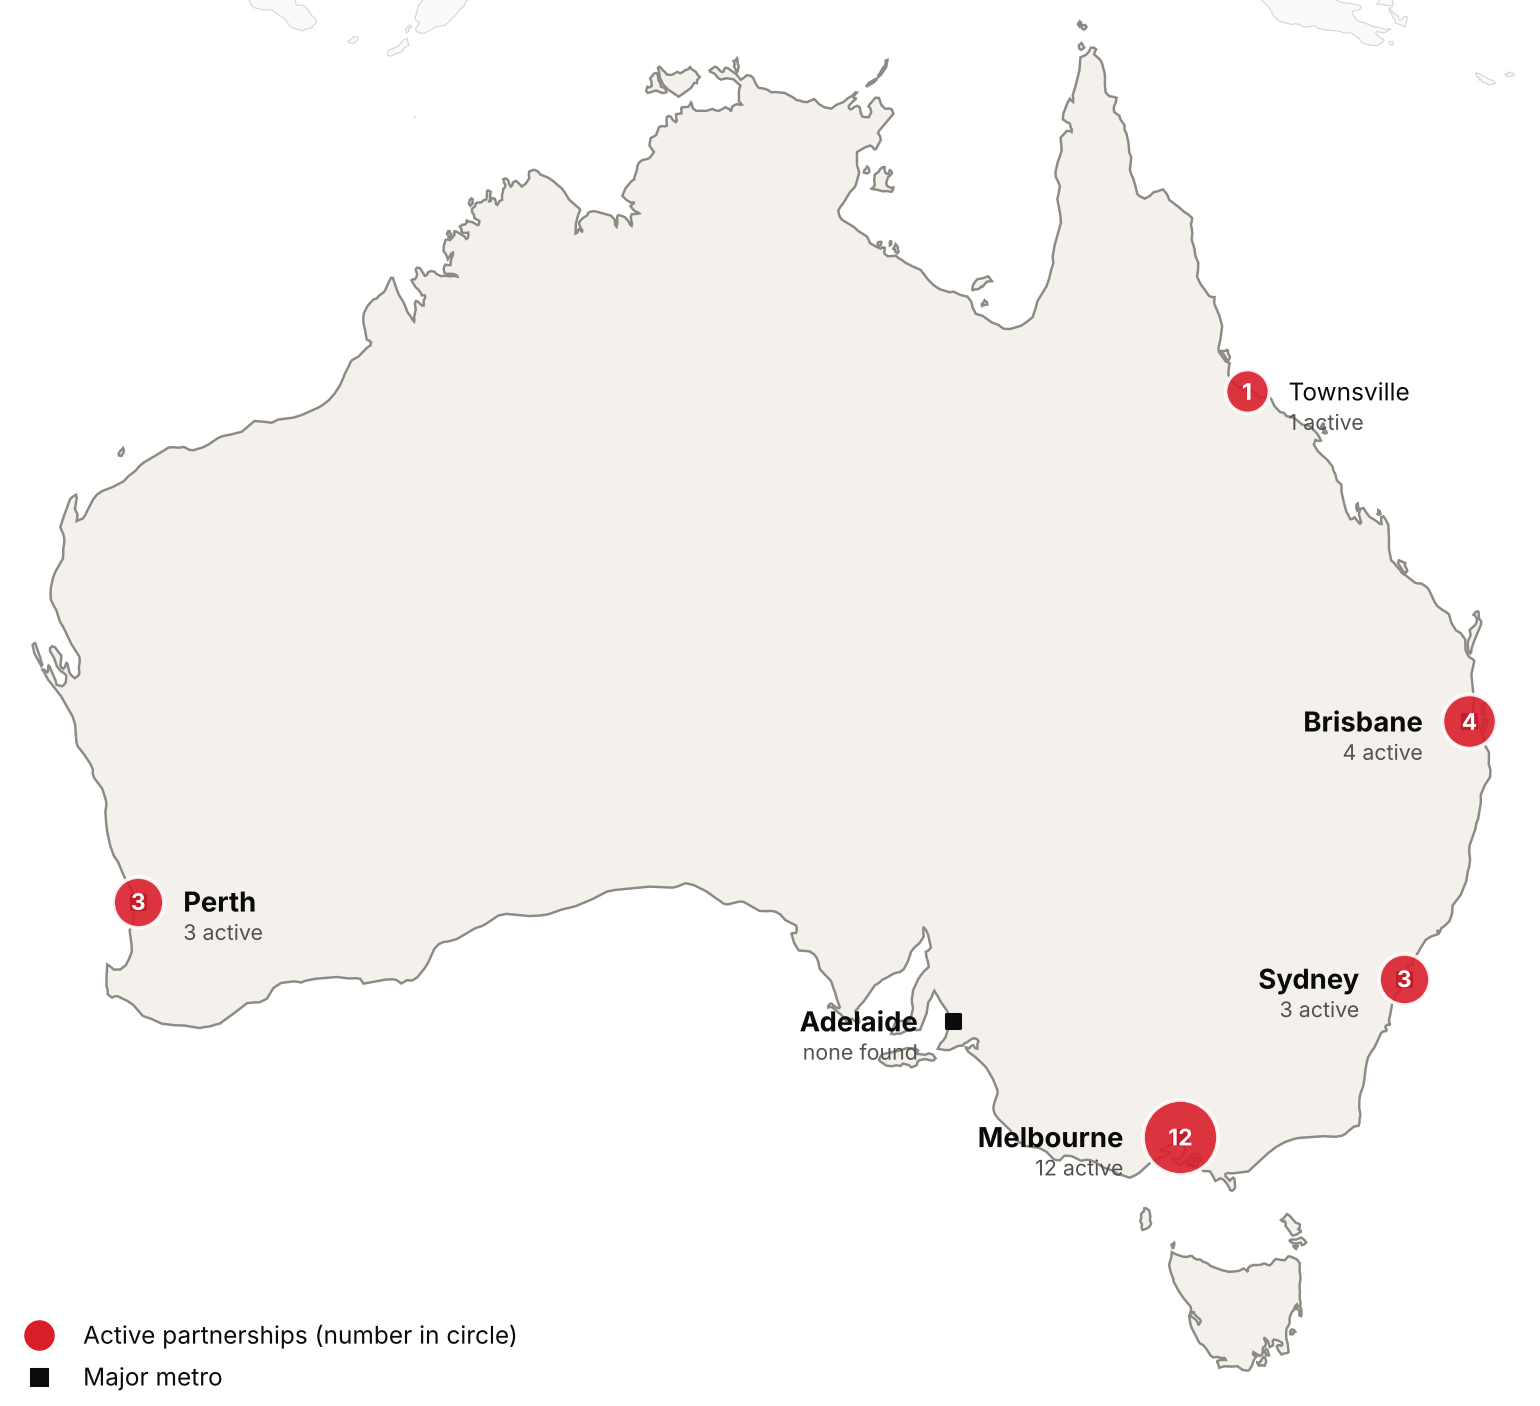 1
Townsville
1 active
Brisbane
4
4 active
3
Perth
3 active
Sydney
3
3 active
Adelaide
none found
Melbourne
12
12 active
Active partnerships (number in circle)
Major metro